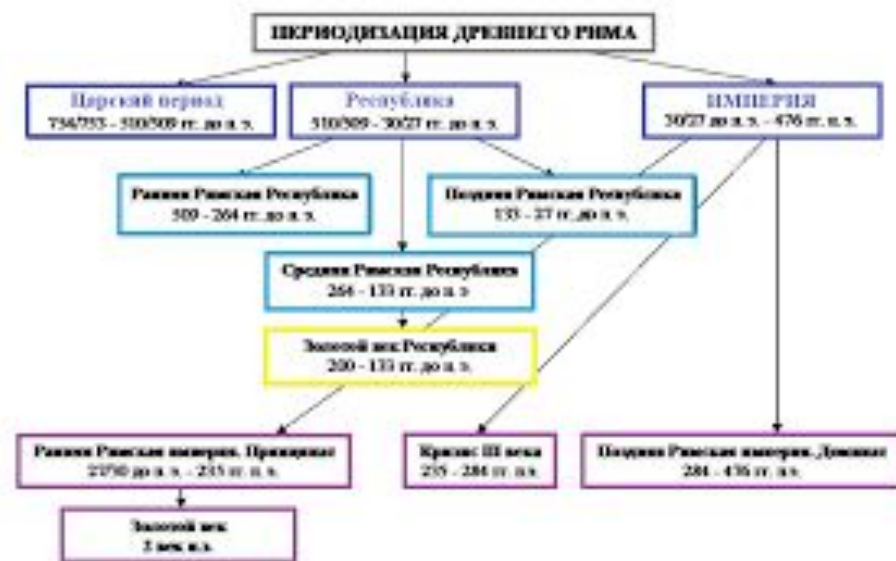 ПЕРИОДИЗАЦИЯ ДРЕВНЕГО РИМА
Царский период
754/753 - 510/509 гг. до н. э.
Республика
510/509 - 30/27 гг. до н. э.
ИМПЕРИЯ
30/27 до н. э. - 476 гг. н. э.
Ранняя Римская Республика
509 - 264 гг. до н. э.
Поздняя Римская Республика
133 - 27 гг. до н. э.
Средняя Римская Республика
264 - 133 гг. до н. э
Золотой век Республики
200 - 133 гг. до н. э.
Ранняя Римская империя. Принципат
27/30 до н. э. - 235 гг. н. э.
Кризис III века
235 - 284 гг. н.э.
Поздняя Римская империя. Доминат
284 - 476 гг. н.э.
Золотой век
2 век н.э.